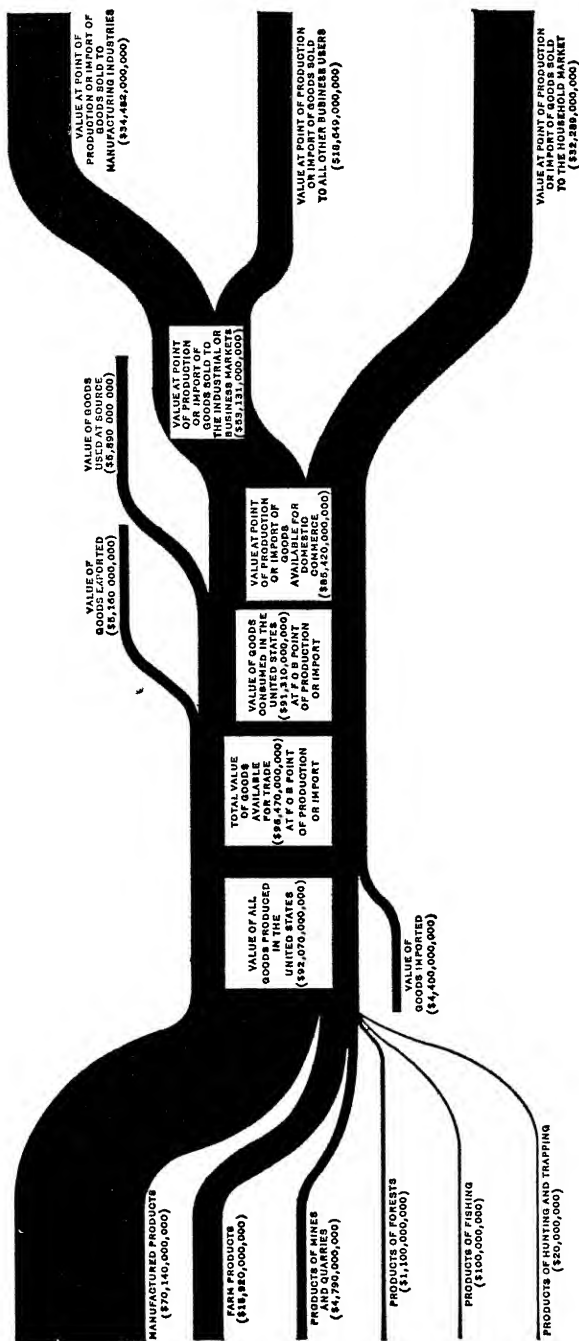 MANUFACTURED PRODUCTS
($70,140,000,000)
FARM PRODUCTS
($15,920,000,000)
PRODUCTS OF MINES
AND QUARRIES
($4,790,000,000)
PRODUCTS OF FORESTS
($1,100,000,000)
PRODUCTS OF FISHING
($100,000,000)
PRODUCTS OF HUNTING AND TRAPPING
($20,000,000)
VALUE OF ALL
GOODS PRODUCED
IN THE
UNITED STATES
($92,070,000,000)
VALUE OF
GOODS IMPORTED
($4,400,000,000)
TOTAL VALUE
OF GOODS
AVAILABLE
FOR TRADE
($96,470,000,000)
AT F O B POINT
OF PRODUCTION
OR IMPORT
VALUE OF
GOODS EXPORTED
($5,160 000,000)
VALUE OF GOODS
CONSUMED IN THE
UNITED STATES
($91,310,000,000)
AT F O B POINT
OF PRODUCTION
OR IMPORT
VALUE OF GOODS
USED AT SOURCE
($5,890 000 000)
VALUE AT POINT
OF PRODUCTION
OR IMPORT OF
GOODS
AVAILABLE FOR
DOMESTIC
COMMERCE
($85,420,000,000)
VALUE AT POINT
OF PRODUCTION
OR IMPORT OF
GOODS SOLD TO
THE INDUSTRIAL OR
BUSINESS MARKETS
($53,131,000,000)
VALUE AT POINT OF
PRODUCTION OR IMPORT OF
GOODS SOLD TO
MANUFACTURING INDUSTRIES
($34,482,000,000)
VALUE AT POINT OF PRODUCTION
OR IMPORT OF GOODS SOLD
TO ALL OTHER BUSINESS USERS
($18,649,000,000)
VALUE AT POINT OF PRODUCTION
OR IMPORT OF GOODS SOLD
TO THE HOUSEHOLD MARKET
($32,289,000,000)